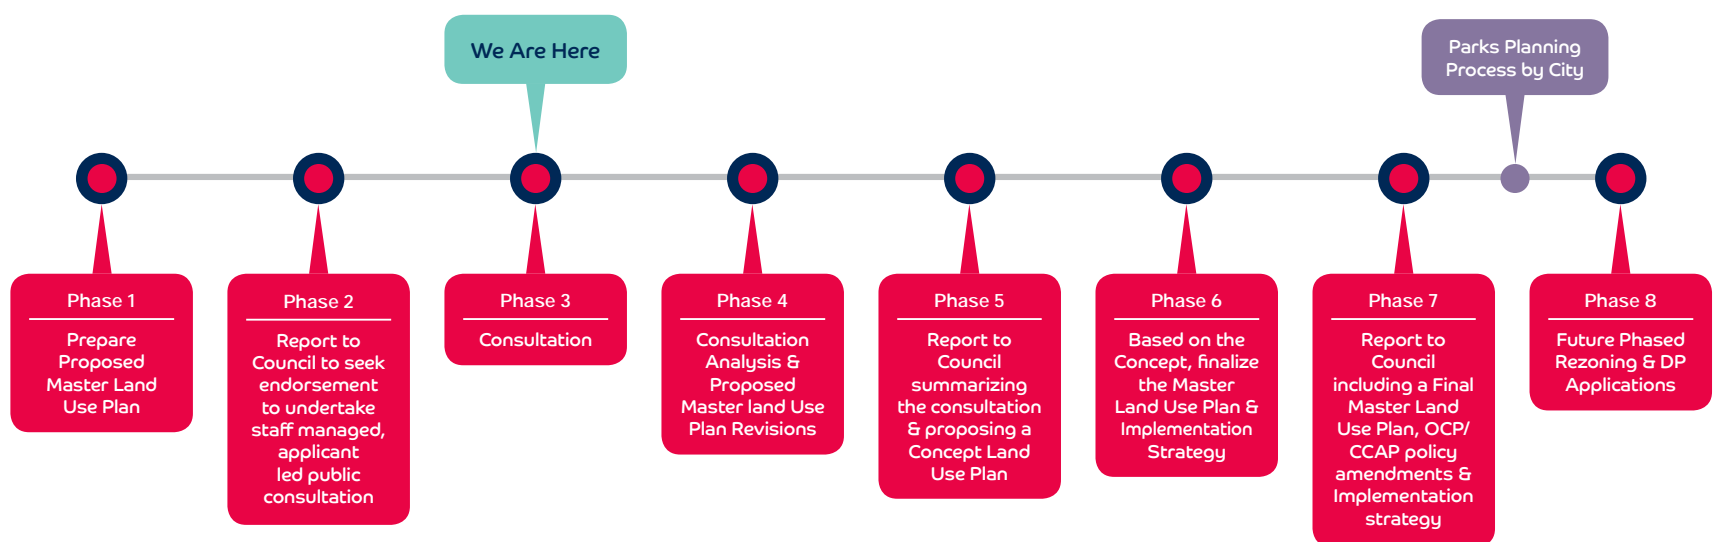 We Are Here
Parks Planning
Process by City
Phase 1
Prepare
Proposed
Master Land
Use Plan
Phase 2
Report to
Council to seek
endorsement
to undertake
staff managed,
applicant
led public
consultation
Phase 3
Consultation
Phase 4
Consultation
Analysis &
Proposed
Master land Use
Plan Revisions
Phase 5
Report to
Council
summarizing
the consultation
& proposing a
Concept Land
Use Plan
Phase 6
Based on the
Concept, finalize
the Master
Land Use Plan &
Implementation
Strategy
Phase 7
Report to
Council
including a Final
Master Land
Use Plan, OCP/
CCAP policy
amendments &
Implementation
strategy
Phase 8
Future Phased
Rezoning & DP
Applications